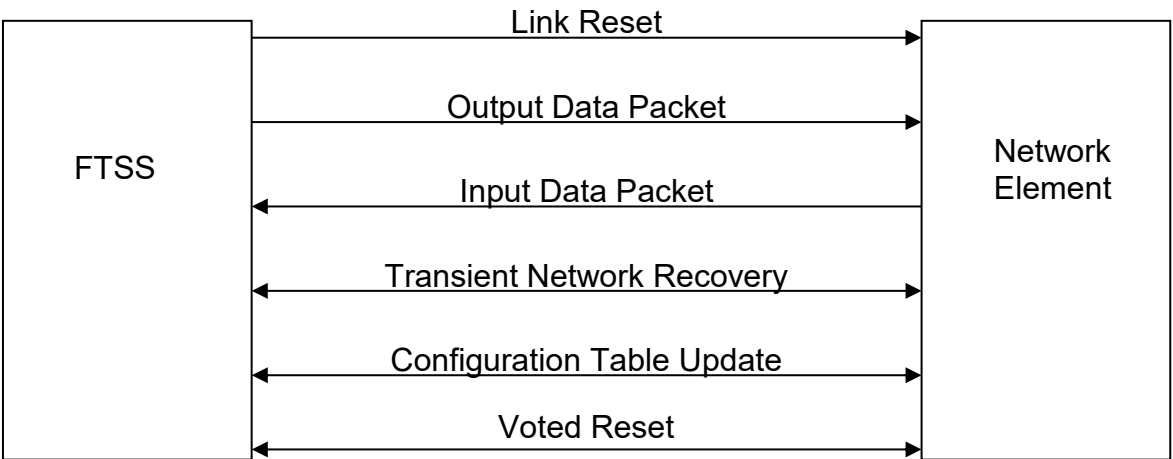 Link Reset
Output Data Packet
FTSS
Network
Element
Input Data Packet
Transient Network Recovery
Configuration Table Update
Voted Reset